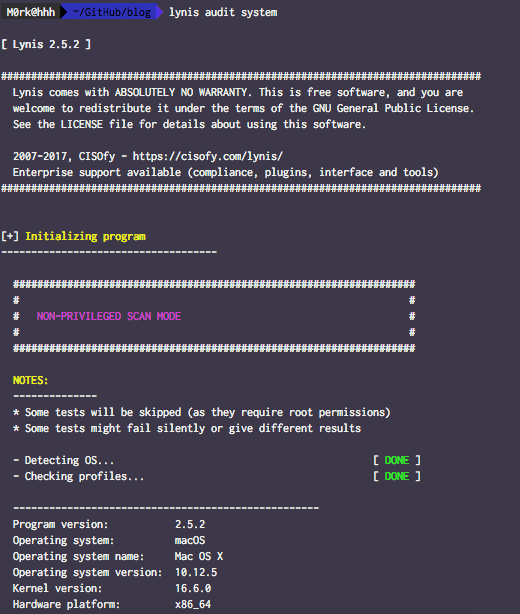 M0rk@hhh ~/GitHub/blog lynis audit system
[ Lynis 2.5.2 ]
################################################################################
Lynis comes with ABSOLUTELY NO WARRANTY. This is free software, and you are
welcome to redistribute it under the terms of the GNU General Public License.
See the LICENSE file for details about using this software.
2007-2017, CISOfy - https://cisofy.com/lynis/
Enterprise support available (compliance, plugins, interface and tools)
################################################################################
[+] Initializing program
------------------------------------
###################################################################
# #
# NON-PRIVILEGED SCAN MODE #
# #
###################################################################
NOTES:
--------------
* Some tests will be skipped (as they require root permissions)
* Some tests might fail silently or give different results
- Detecting OS... [ DONE ]
- Checking profiles... [ DONE ]
---------------------------------------------------
Program version: 2.5.2
Operating system: macOS
Operating system name: Mac OS X
Operating system version: 10.12.5
Kernel version: 16.6.0
Hardware platform: x86_64